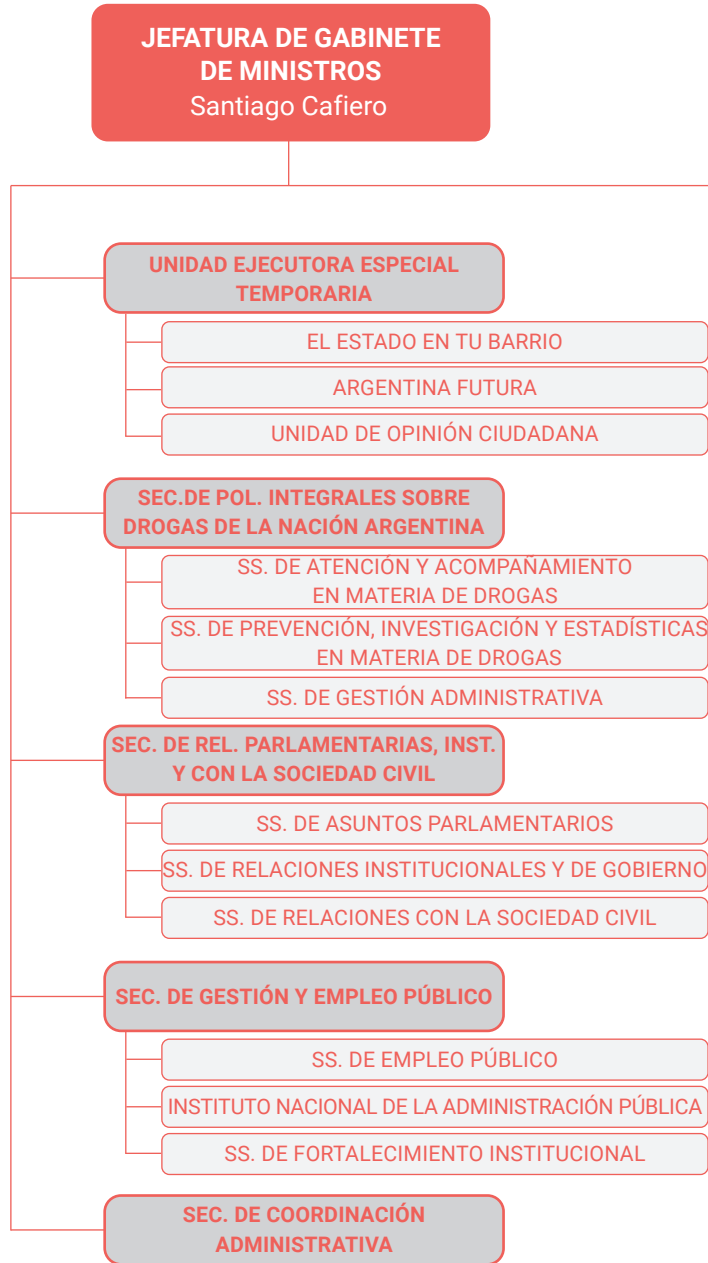 JEFATURA DE GABINETE
DE MINISTROS
Santiago Cafiero
UNIDAD EJECUTORA ESPECIAL
TEMPORARIA
EL ESTADO EN TU BARRIO
ARGENTINA FUTURA
UNIDAD DE OPINIÓN CIUDADANA
SEC.DE POL. INTEGRALES SOBRE
DROGAS DE LA NACIÓN ARGENTINA
SS. DE ATENCIÓN Y ACOMPAÑAMIENTO
EN MATERIA DE DROGAS
SS. DE PREVENCIÓN, INVESTIGACIÓN Y ESTADÍSTICAS
EN MATERIA DE DROGAS
SS. DE GESTIÓN ADMINISTRATIVA
SEC. DE REL. PARLAMENTARIAS, INST.
Y CON LA SOCIEDAD CIVIL
SS. DE ASUNTOS PARLAMENTARIOS
SS. DE RELACIONES INSTITUCIONALES Y DE GOBIERNO
SS. DE RELACIONES CON LA SOCIEDAD CIVIL
SEC. DE GESTIÓN Y EMPLEO PÚBLICO
SS. DE EMPLEO PÚBLICO
INSTITUTO NACIONAL DE LA ADMINISTRACIÓN PÚBLICA
SS. DE FORTALECIMIENTO INSTITUCIONAL
SEC. DE COORDINACIÓN
ADMINISTRATIVA